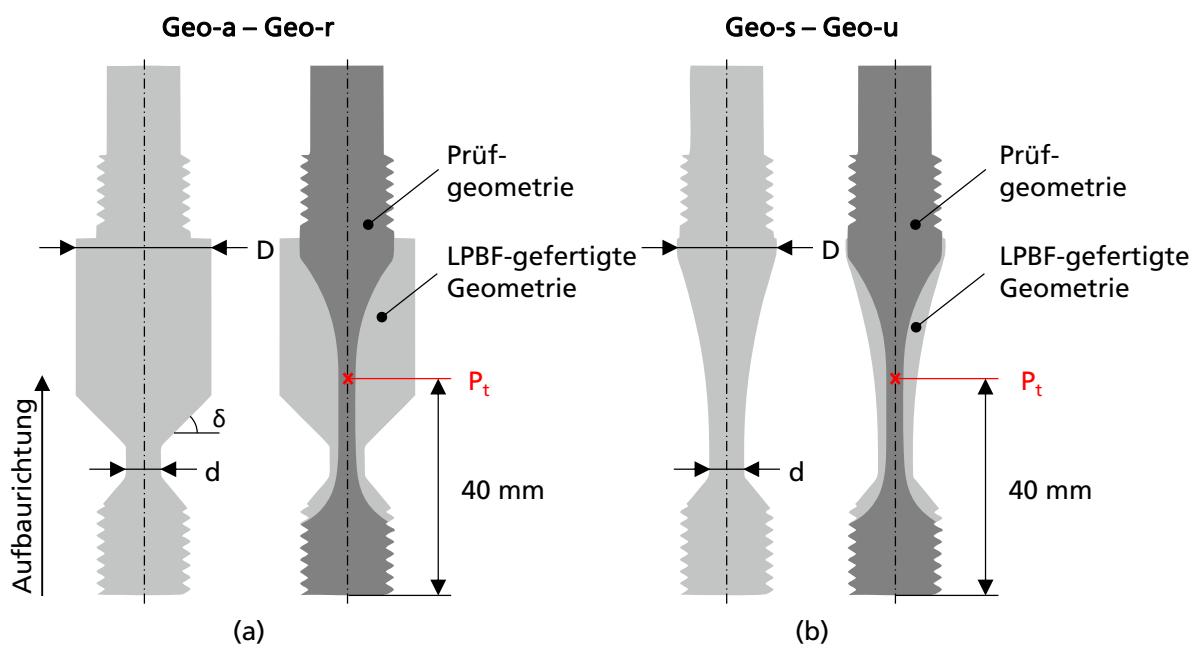 Geo-a – Geo-r
Geo-s – Geo-u
Prüf-
geometrie
D
LPBF-gefertigte
Geometrie
Pt
δ
d
40 mm
Aufbaurichtung
(a)
Prüf-
geometrie
D
LPBF-gefertigte
Geometrie
Pt
d
40 mm
(b)